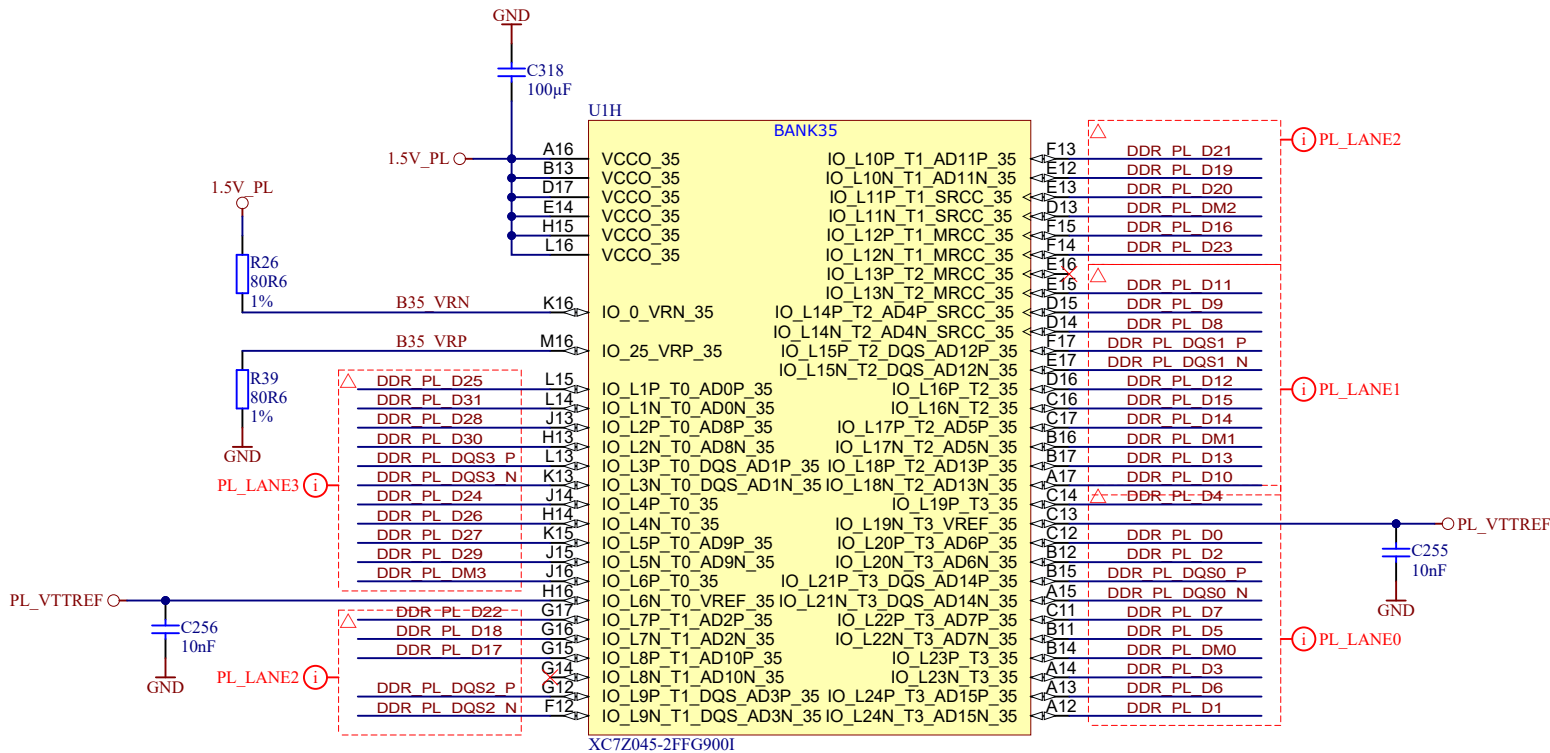 GND
C318
100µF
U1H
BANK35
1.5V_PL
A16 VCCO_35
B13 VCCO_35
D17 VCCO_35
E14 VCCO_35
H15 VCCO_35
L16 VCCO_35
1.5V_PL
R26
80R6
1%
B35_VRN K16 IO_0_VRN_35
B35_VRP M16 IO_25_VRP_35
R39
80R6
1%
GND
PL_LANE3 i
DDR_PL_D25 L15 IO_L1P_T0_AD0P_35
DDR_PL_D31 L14 IO_L1N_T0_AD0N_35
DDR_PL_D28 J13 IO_L2P_T0_AD8P_35
DDR_PL_D30 H13 IO_L2N_T0_AD8N_35
DDR_PL_DQS3_P L13 IO_L3P_T0_DQS_AD1P_35
DDR_PL_DQS3_N K13 IO_L3N_T0_DQS_AD1N_35
DDR_PL_D24 J14 IO_L4P_T0_35
DDR_PL_D26 H14 IO_L4N_T0_35
DDR_PL_D27 K15 IO_L5P_T0_AD9P_35
DDR_PL_D29 J15 IO_L5N_T0_AD9N_35
DDR_PL_DM3 J16 IO_L6P_T0_35
PL_VTTREF H16 IO_L6N_T0_VREF_35
C256
10nF
GND
PL_LANE2 i
DDR_PL_D22 G17 IO_L7P_T1_AD2P_35
DDR_PL_D18 G16 IO_L7N_T1_AD2N_35
DDR_PL_D17 G15 IO_L8P_T1_AD10P_35
G14 IO_L8N_T1_AD10N_35
DDR_PL_DQS2_P G12 IO_L9P_T1_DQS_AD3P_35
DDR_PL_DQS2_N F12 IO_L9N_T1_DQS_AD3N_35
IO_L10P_T1_AD11P_35 F13 DDR_PL_D21
IO_L10N_T1_AD11N_35 E12 DDR_PL_D19
IO_L11P_T1_SRCC_35 E13 DDR_PL_D20
IO_L11N_T1_SRCC_35 D13 DDR_PL_DM2
IO_L12P_T1_MRCC_35 F15 DDR_PL_D16
IO_L12N_T1_MRCC_35 F14 DDR_PL_D23
i PL_LANE2
IO_L13P_T2_MRCC_35 E16
IO_L13N_T2_MRCC_35 E15 DDR_PL_D11
IO_L14P_T2_AD4P_SRCC_35 D15 DDR_PL_D9
IO_L14N_T2_AD4N_SRCC_35 D14 DDR_PL_D8
IO_L15P_T2_DQS_AD12P_35 F17 DDR_PL_DQS1_P
IO_L15N_T2_DQS_AD12N_35 E17 DDR_PL_DQS1_N
IO_L16P_T2_35 D16 DDR_PL_D12
IO_L16N_T2_35 C16 DDR_PL_D15
IO_L17P_T2_AD5P_35 C17 DDR_PL_D14
IO_L17N_T2_AD5N_35 B16 DDR_PL_DM1
IO_L18P_T2_AD13P_35 B17 DDR_PL_D13
IO_L18N_T2_AD13N_35 A17 DDR_PL_D10
i PL_LANE1
IO_L19P_T3_35 C14 DDR_PL_D4
IO_L19N_T3_VREF_35 C13 PL_VTTREF
C255
10nF
GND
IO_L20P_T3_AD6P_35 C12 DDR_PL_D0
IO_L20N_T3_AD6N_35 B12 DDR_PL_D2
IO_L21P_T3_DQS_AD14P_35 B15 DDR_PL_DQS0_P
IO_L21N_T3_DQS_AD14N_35 A15 DDR_PL_DQS0_N
IO_L22P_T3_AD7P_35 C11 DDR_PL_D7
IO_L22N_T3_AD7N_35 B11 DDR_PL_D5
IO_L23P_T3_35 B14 DDR_PL_DM0
IO_L23N_T3_35 A14 DDR_PL_D3
IO_L24P_T3_AD15P_35 A13 DDR_PL_D6
IO_L24N_T3_AD15N_35 A12 DDR_PL_D1
i PL_LANE0
XC7Z045-2FFG900I